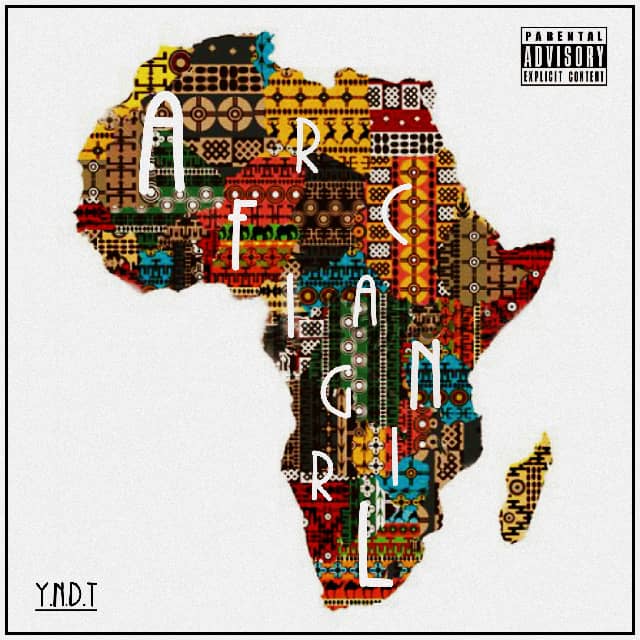 PARENTAL
ADVISORY
EXPLICIT CONTENT
AFRICAN
GIRL
Y.N.D.T